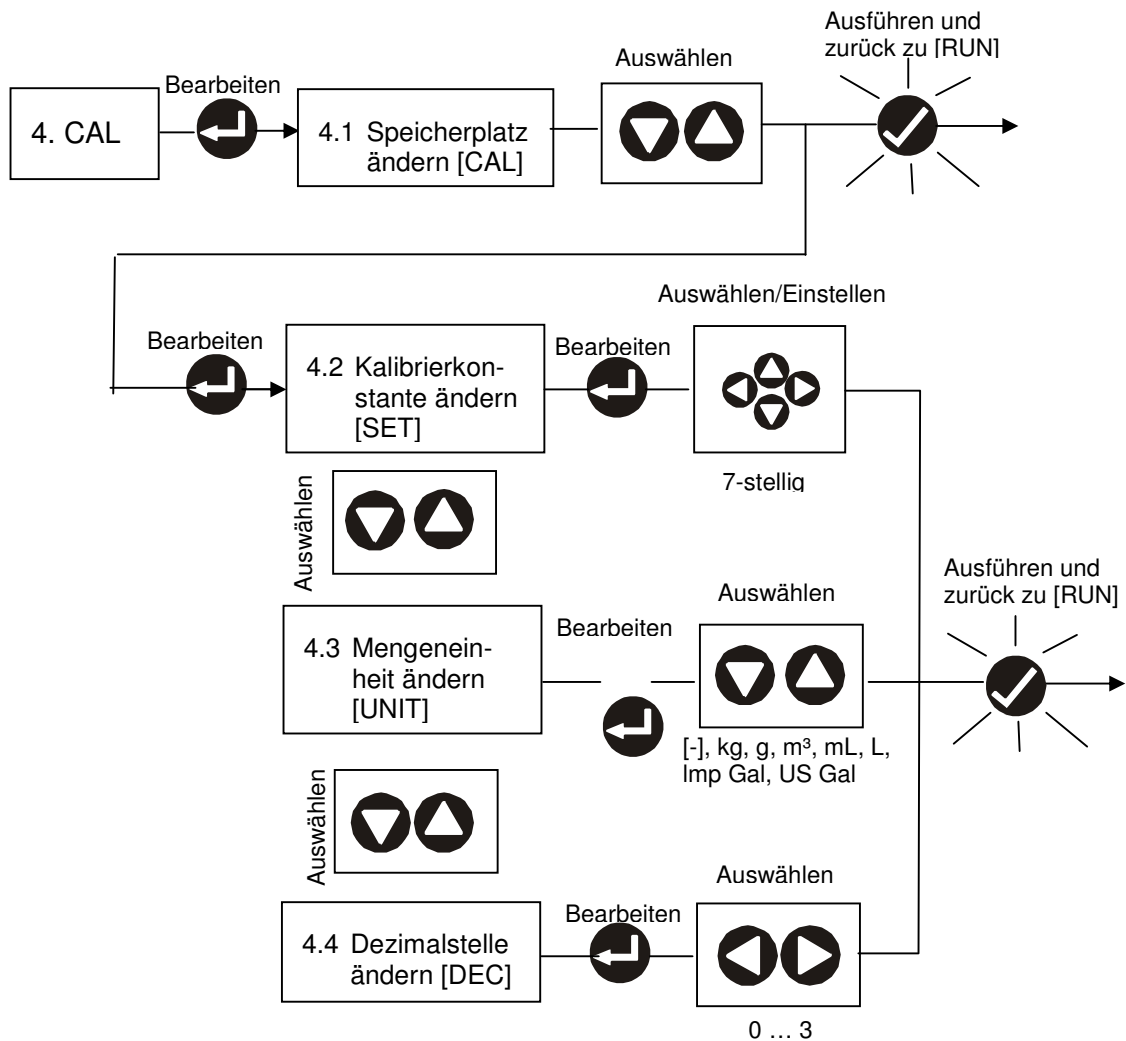 Ausführen und
zurück zu [RUN]
Auswählen
Bearbeiten
4. CAL
4.1 Speicherplatz
ändern [CAL]
Auswählen/Einstellen
Bearbeiten
4.2 Kalibrierkon-
stante ändern
[SET]
Bearbeiten
7-stellig
Auswählen
Ausführen und
zurück zu [RUN]
4.3 Mengenein-
heit ändern
[UNIT]
Bearbeiten
Auswählen
[-], kg, g, m³, mL, L,
Imp Gal, US Gal
Auswählen
4.4 Dezimalstelle
ändern [DEC]
Bearbeiten
Auswählen
0 ... 3